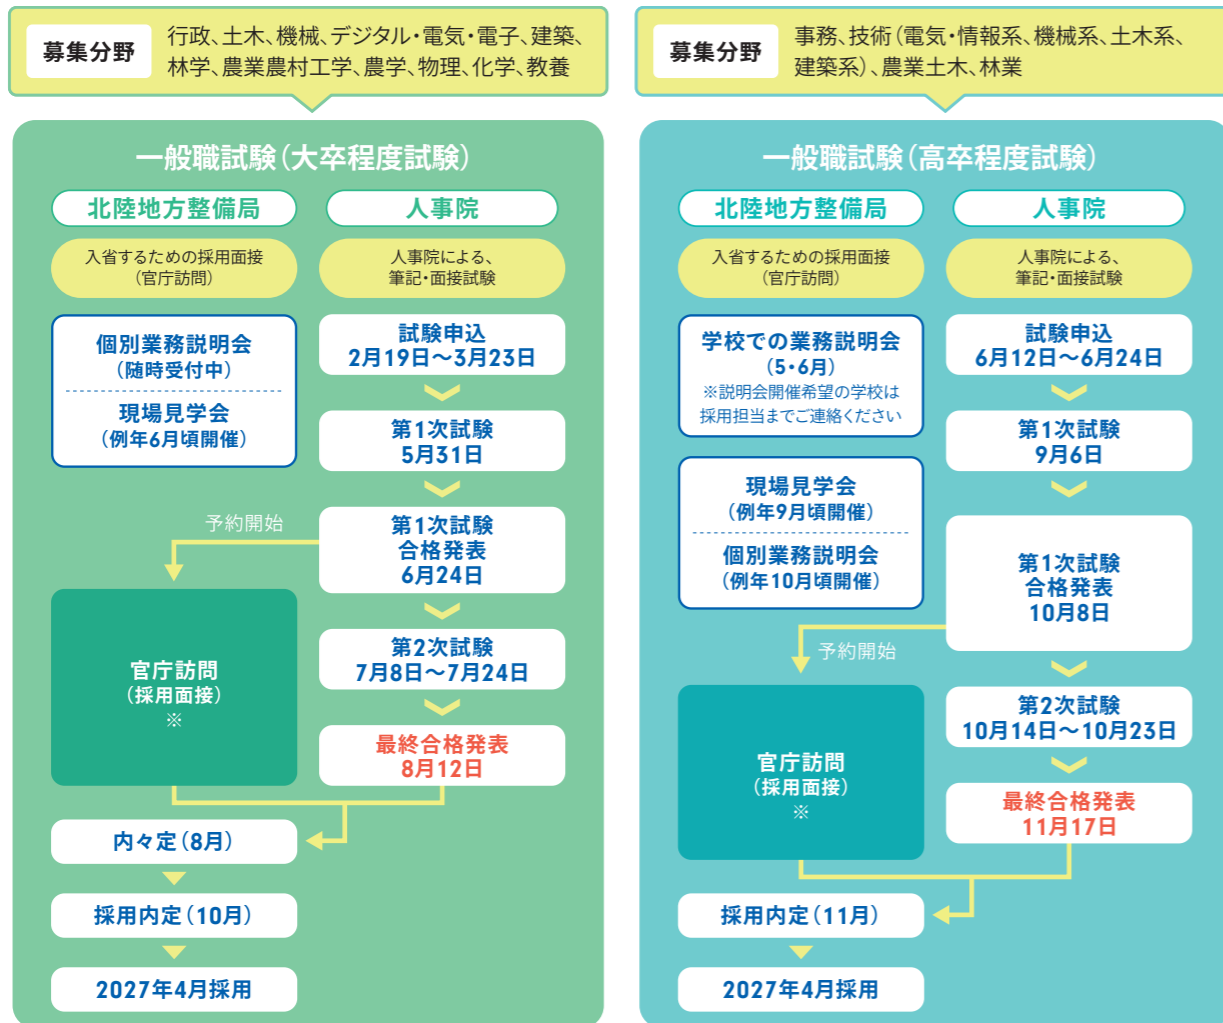 募集分野
行政、土木、機械、デジタル・電気・電子、建築、
林学、農業農村工学、農学、物理、化学、教養
一般職試験（大卒程度試験）
北陸地方整備局
入省するための採用面接
（官庁訪問）
個別業務説明会
（随時受付中）
現場見学会
（例年6月頃開催）
人事院
人事院による、
筆記・面接試験
試験申込
2月19日～3月23日
第1次試験
5月31日
第1次試験
合格発表
6月24日
予約開始
官庁訪問
（採用面接）
※
第2次試験
7月8日～7月24日
最終合格発表
8月12日
内々定（8月）
採用内定（10月）
2027年4月採用
募集分野
事務、技術（電気・情報系、機械系、土木系、
建築系）、農業土木、林業
一般職試験（高卒程度試験）
北陸地方整備局
入省するための採用面接
（官庁訪問）
学校での業務説明会
（5・6月）
※説明会開催希望の学校は
採用担当までご連絡ください
現場見学会
（例年9月頃開催）
個別業務説明会
（例年10月頃開催）
人事院
人事院による、
筆記・面接試験
試験申込
6月12日～6月24日
第1次試験
9月6日
第1次試験
合格発表
10月8日
予約開始
官庁訪問
（採用面接）
※
第2次試験
10月14日～10月23日
最終合格発表
11月17日
採用内定（11月）
2027年4月採用